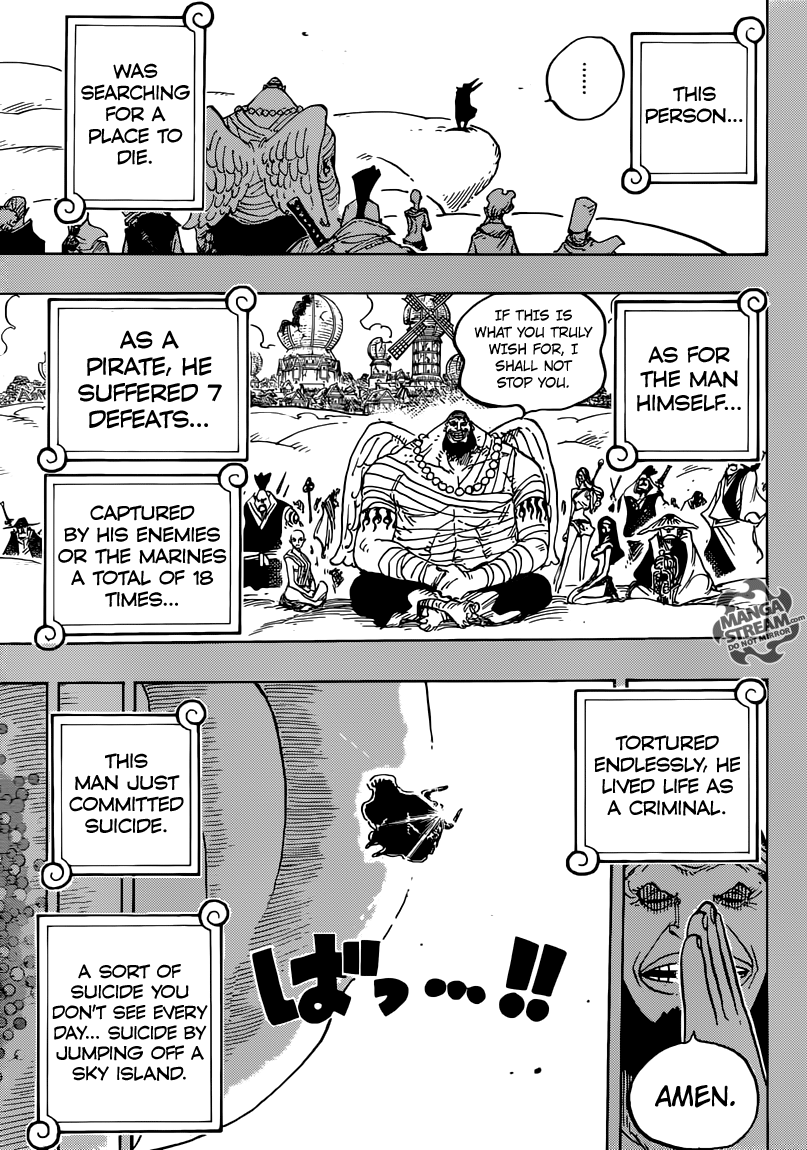 THIS
PERSON...
........
WAS
SEARCHING
FOR A
PLACE TO
DIE.
AS FOR
THE MAN
HIMSELF...
IF THIS IS
WHAT YOU TRULY
WISH FOR, I
SHALL NOT
STOP YOU.
AS A
PIRATE, HE
SUFFERED 7
DEFEATS...
CAPTURED
BY HIS ENEMIES
OR THE MARINES
A TOTAL OF 18
TIMES...
MANGA
STREAM.com
DO NOT MIRROR
TORTURED
ENDLESSLY, HE
LIVED LIFE AS
A CRIMINAL.
AMEN.
THIS
MAN JUST
COMMITTED
SUICIDE.
ばっ…!!
A SORT OF
SUICIDE YOU
DON'T SEE EVERY
DAY... SUICIDE BY
JUMPING OFF A
SKY ISLAND.